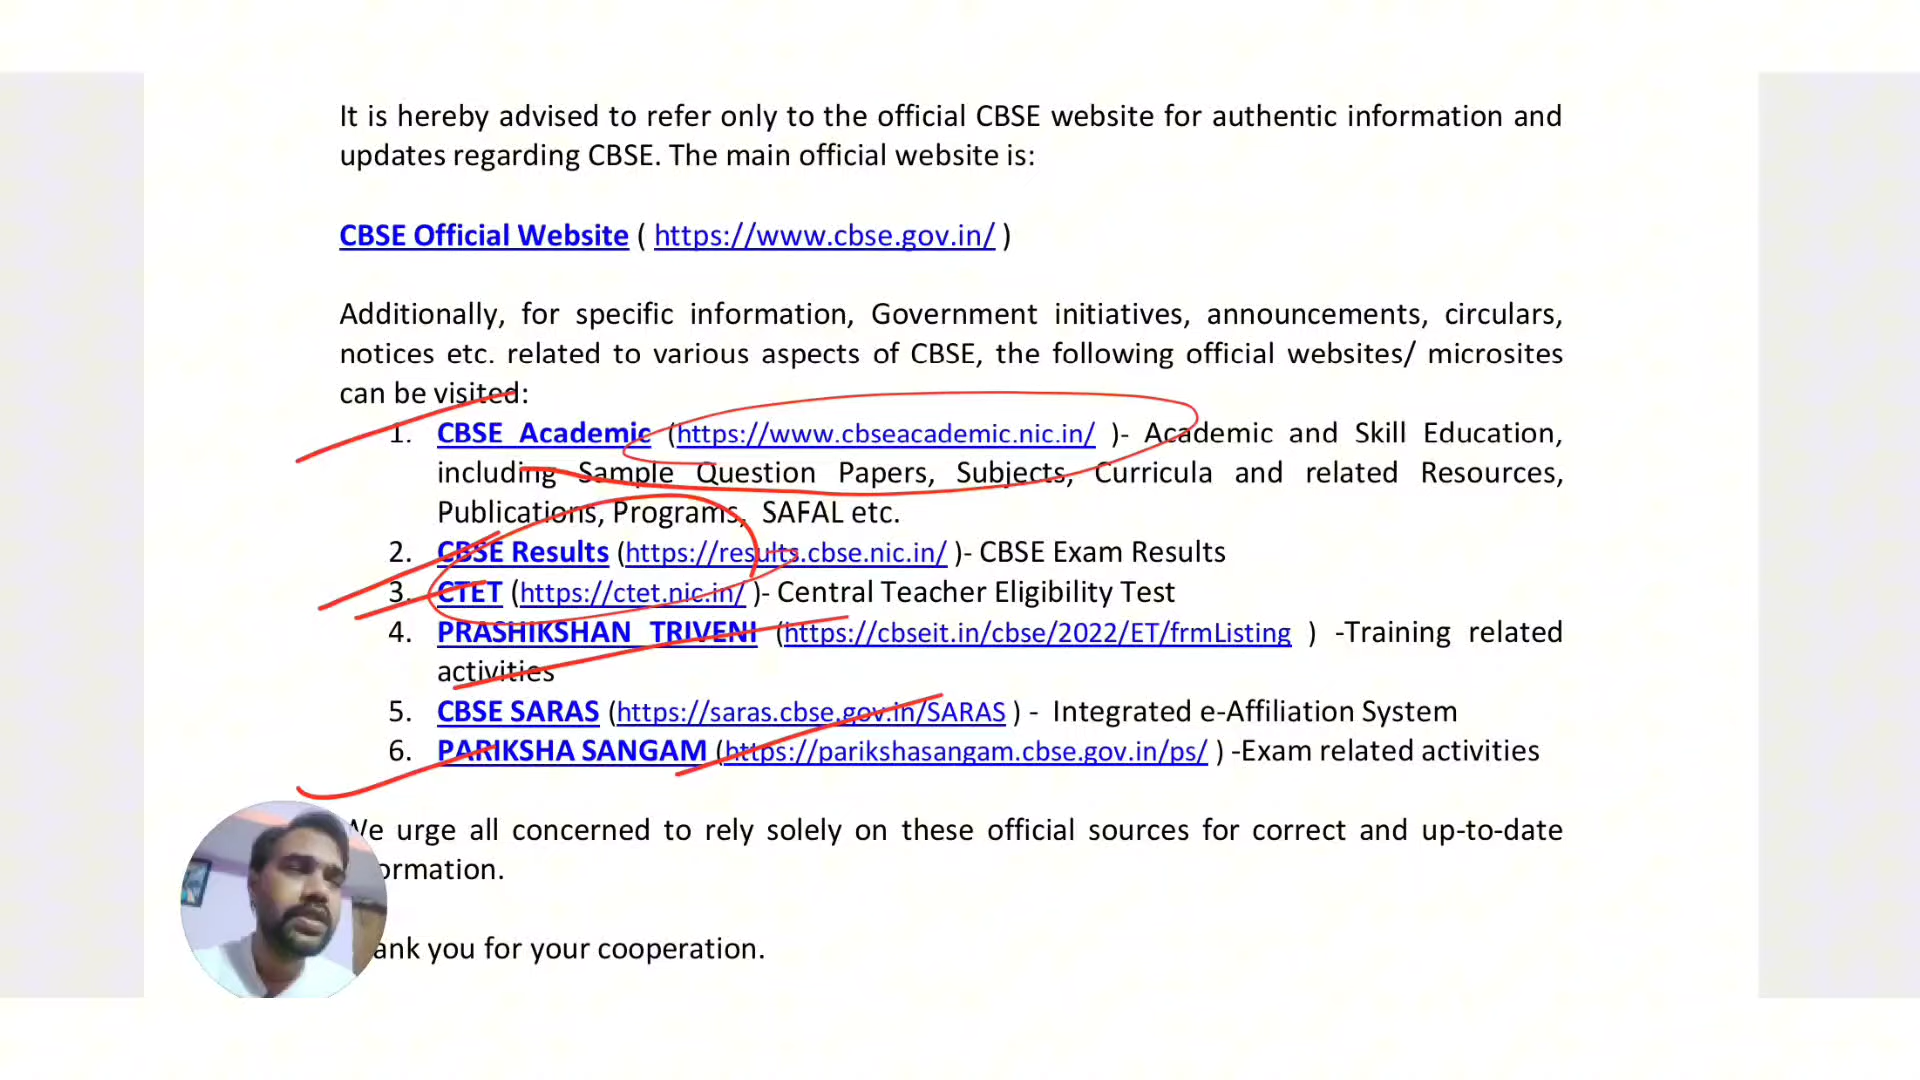 It is hereby advised to refer only to the official CBSE website for authentic information and
updates regarding CBSE. The main official website is:
CBSE Official Website ( https://www.cbse.gov.in/ )
Additionally, for specific information, Government initiatives, announcements, circulars,
notices etc. related to various aspects of CBSE, the following official websites/ microsites
can be visited:
1. CBSE Academic (https://www.cbseacademic.nic.in/ )- Academic and Skill Education,
including Sample Question Papers, Subjects, Curricula and related Resources,
Publications, Programs, SAFAL etc.
2. CBSE Results (https://results.cbse.nic.in/ )- CBSE Exam Results
3. CTET (https://ctet.nic.in/ )- Central Teacher Eligibility Test
4. PRASHIKSHAN TRIVENI (https://cbseit.in/cbse/2022/ET/frmListing ) -Training related
activities
5. CBSE SARAS (https://saras.cbse.gov.in/SARAS ) - Integrated e-Affiliation System
6. PARIKSHA SANGAM (https://parikshasangam.cbse.gov.in/ps/ ) -Exam related activities
We urge all concerned to rely solely on these official sources for correct and up-to-date
ormation.
ank you for your cooperation.